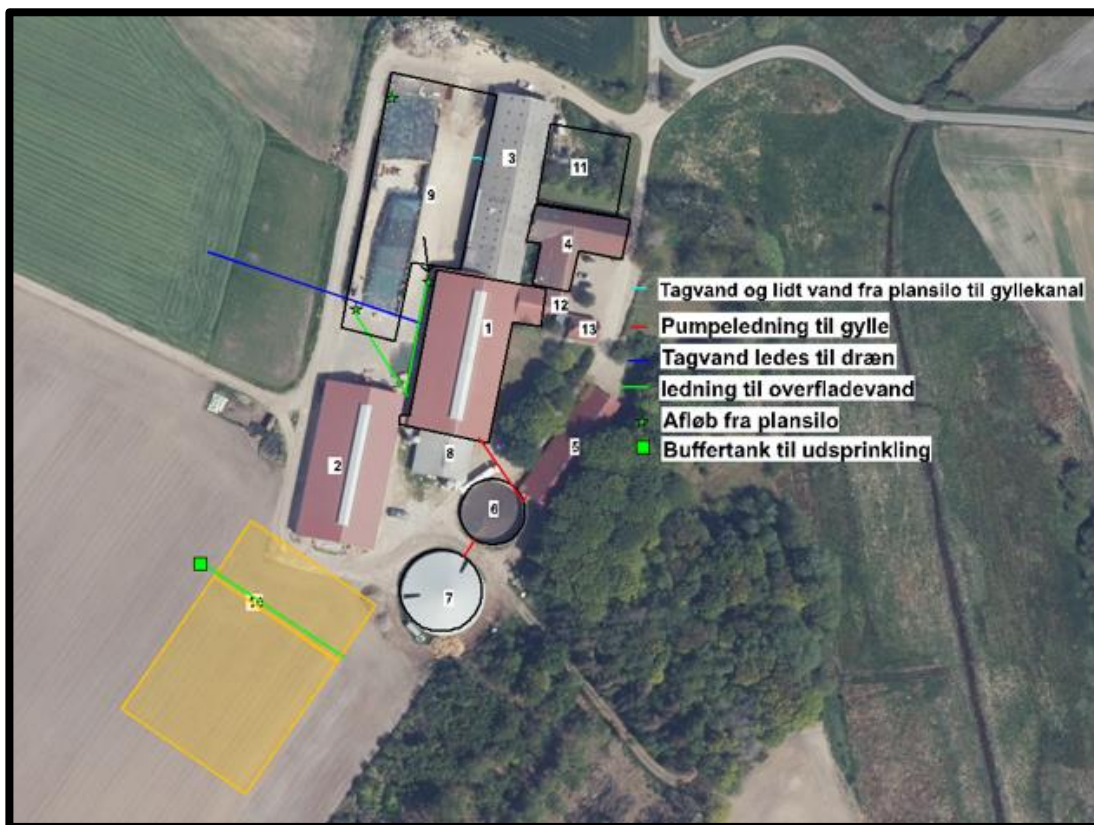 3
11
9
4
12
1
13
Tagvand og lidt vand fra plansilo til gyllekanal
Pumpeledning til gylle
Tagvand ledes til dræn
ledning til overfladevand
Afløb fra plansilo
Buffertank til udsprinkling
5
8
2
6
7